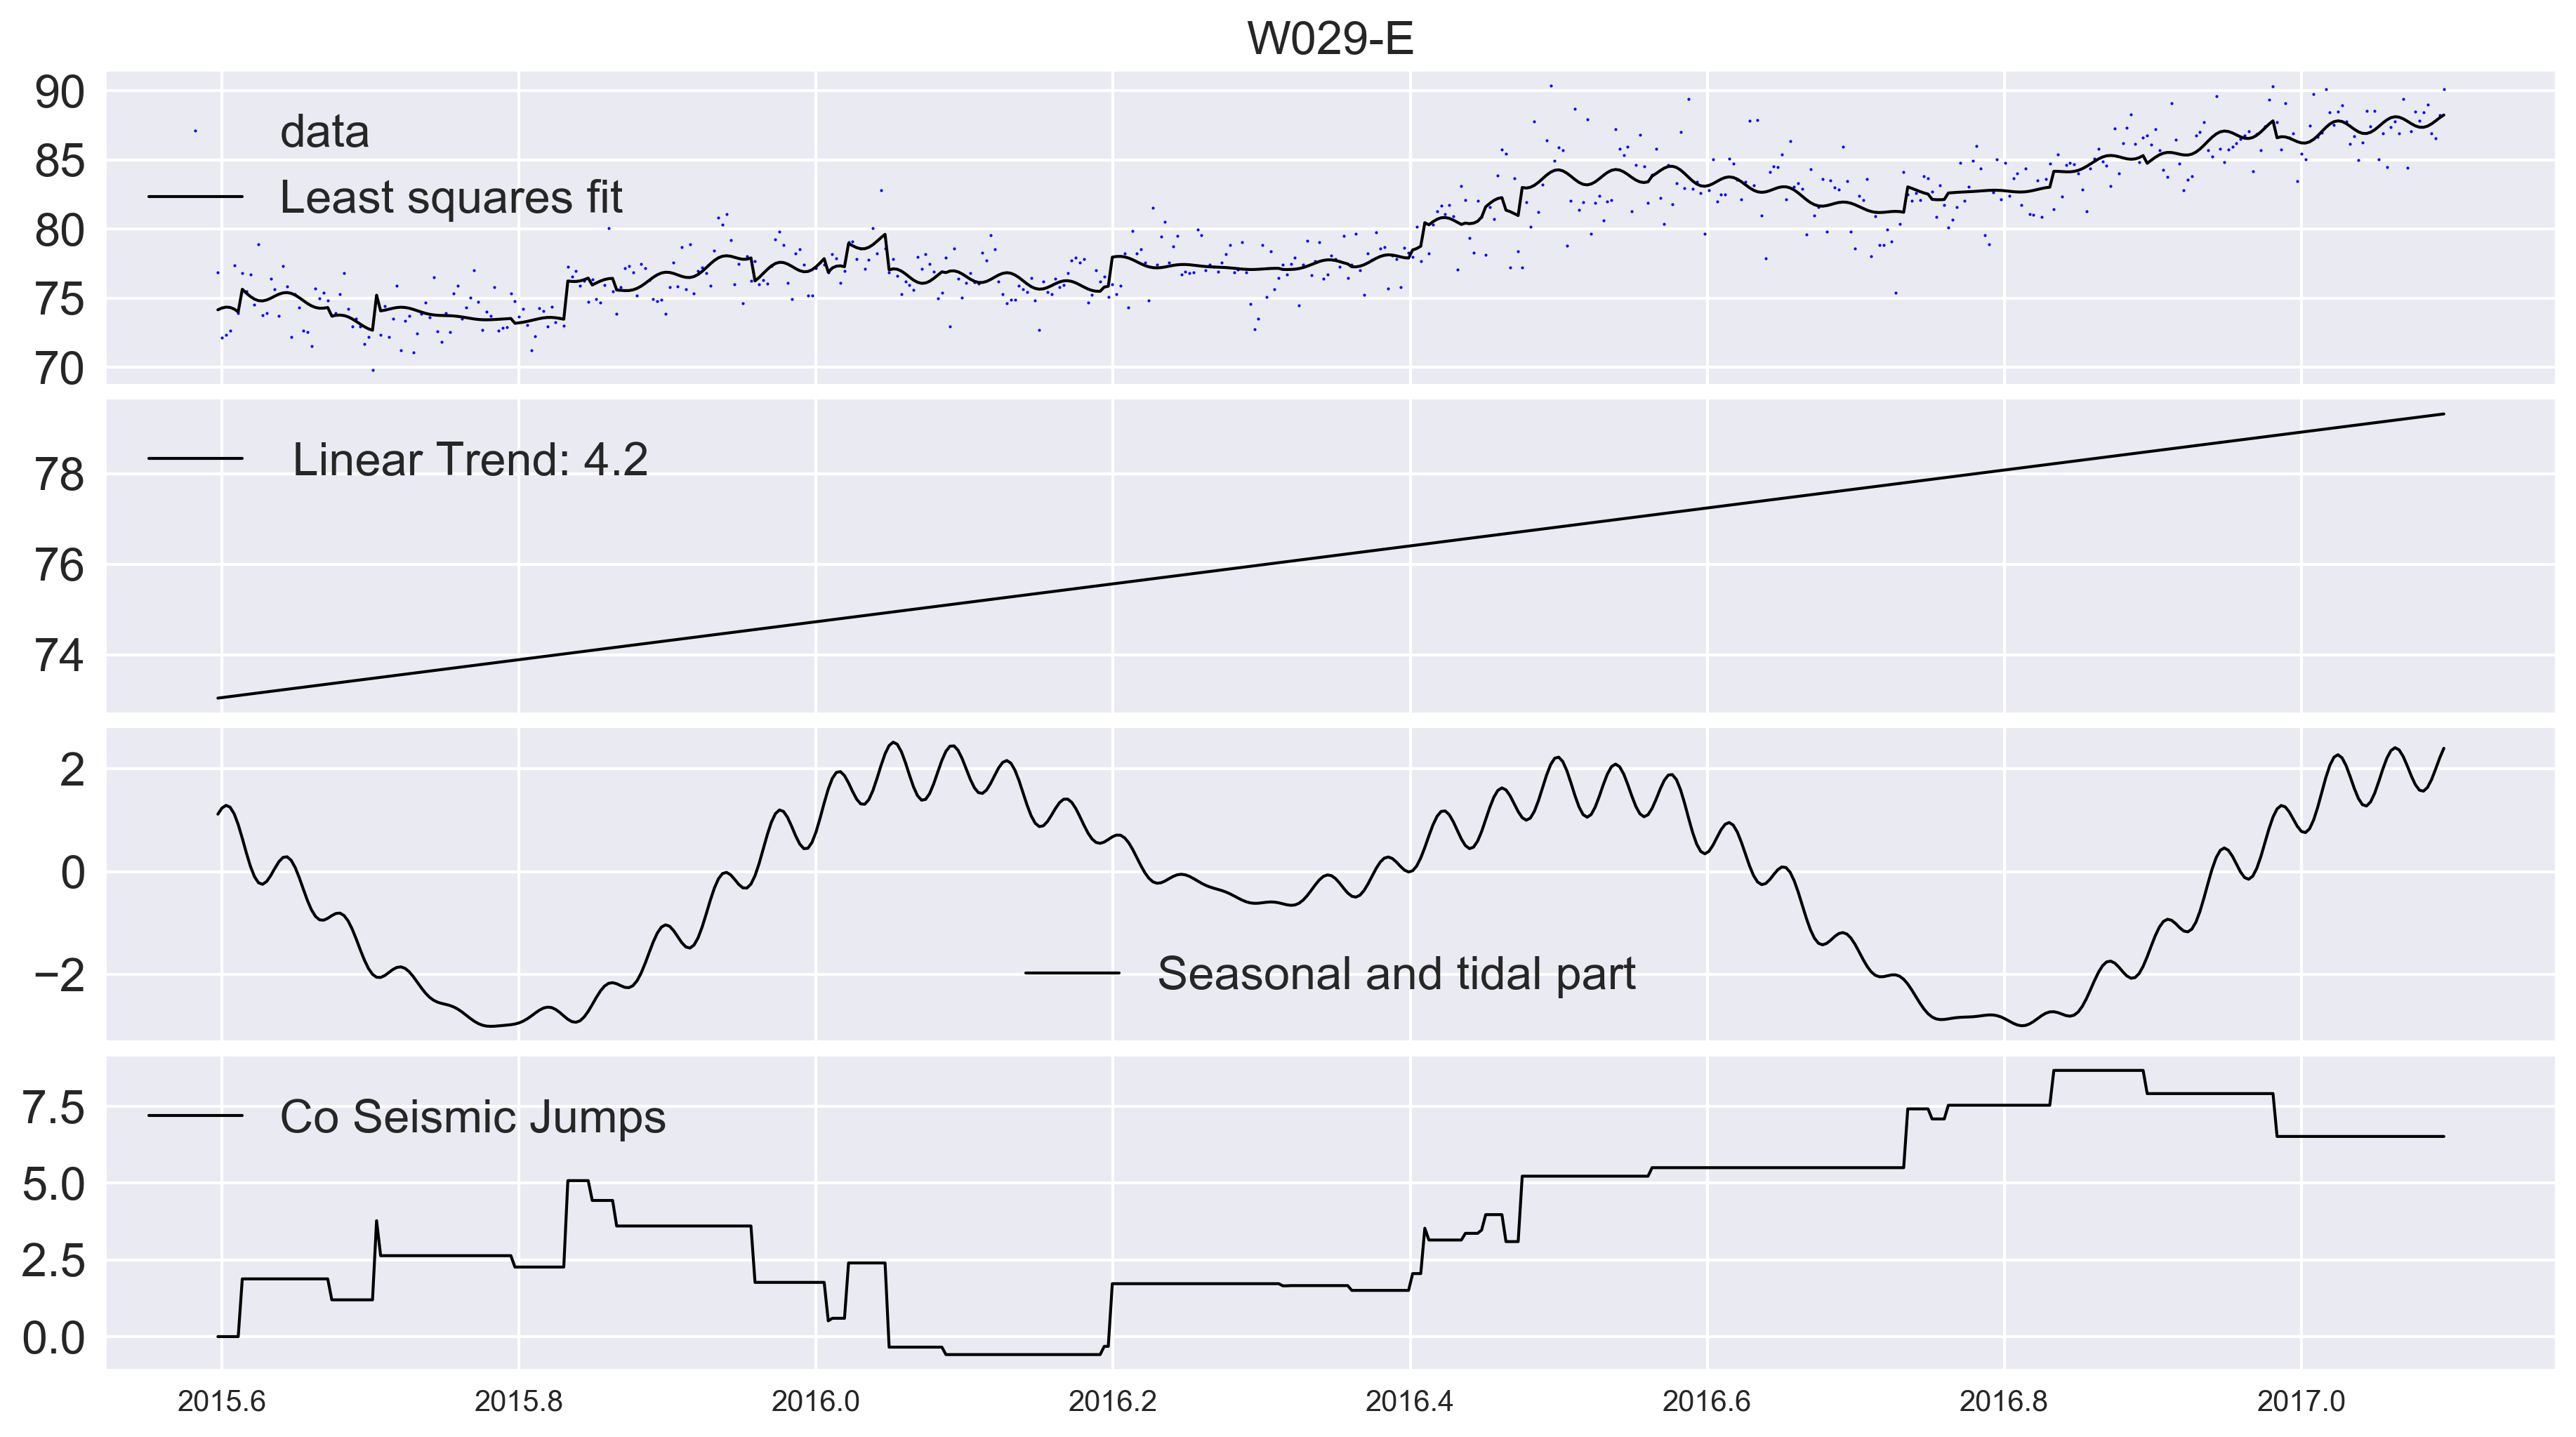 W029-E
90
85
80
75
70
data
Least squares fit
78
76
74
Linear Trend: 4.2
2
0
−2
Seasonal and tidal part
7.5
5.0
2.5
0.0
Co Seismic Jumps
2015.6 2015.8 2016.0 2016.2 2016.4 2016.6 2016.8 2017.0